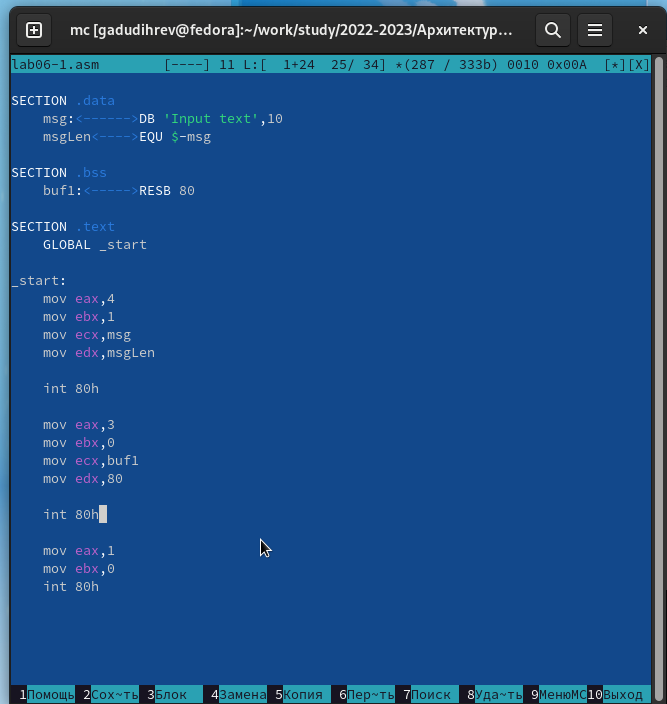 mc [gadudihrev@fedora]:~/work/study/2022-2023/Архитектур…
lab06-1.asm [----] 11 L:[ 1+24 25/ 34] *(287 / 333b) 0010 0x00A [*][X]
SECTION .data
msg:<------>DB 'Input text',10
msgLen<---->EQU $-msg
SECTION .bss
buf1:<----->RESB 80
SECTION .text
GLOBAL _start
_start:
mov eax,4
mov ebx,1
mov ecx,msg
mov edx,msgLen
int 80h
mov eax,3
mov ebx,0
mov ecx,buf1
mov edx,80
int 80h
mov eax,1
mov ebx,0
int 80h
1Помощь 2Сох~ть 3Блок 4Замена 5Копия 6Пер~ть 7Поиск 8Уда~ть 9МенюMC 10Выход